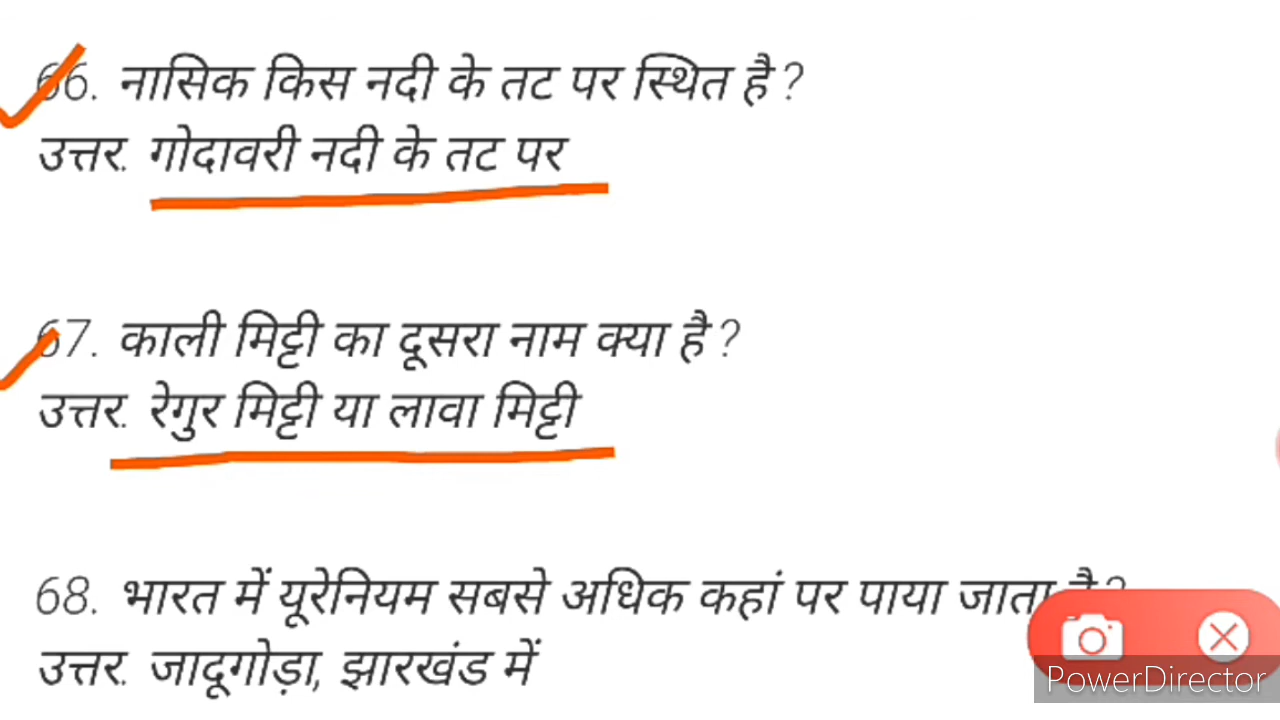 66. नासिक किस नदी के तट पर स्थित है?
उत्तर. गोदावरी नदी के तट पर
67. काली मिट्टी का दूसरा नाम क्या है?
उत्तर. रेगुर मिट्टी या लावा मिट्टी
68. भारत में यूरेनियम सबसे अधिक कहां पर पाया जाता है?
उत्तर. जादूगोड़ा, झारखंड में
PowerDirector